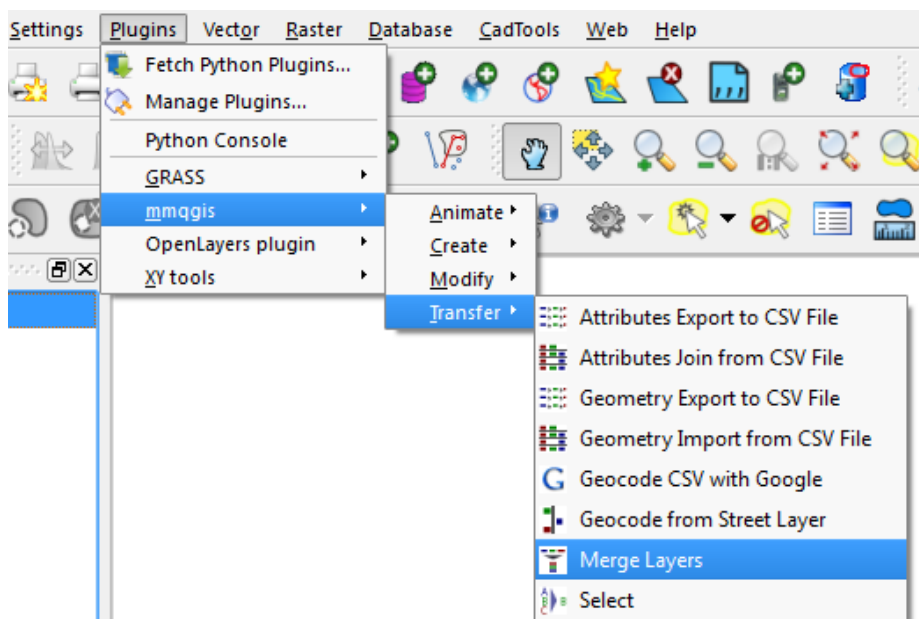 Settings Plugins Vector Raster Database CadTools Web Help
Fetch Python Plugins...
Manage Plugins...
Python Console
GRASS
mmqgis
OpenLayers plugin
XY tools
Animate
Create
Modify
Transfer
Attributes Export to CSV File
Attributes Join from CSV File
Geometry Export to CSV File
Geometry Import from CSV File
Geocode CSV with Google
Geocode from Street Layer
Merge Layers
Select